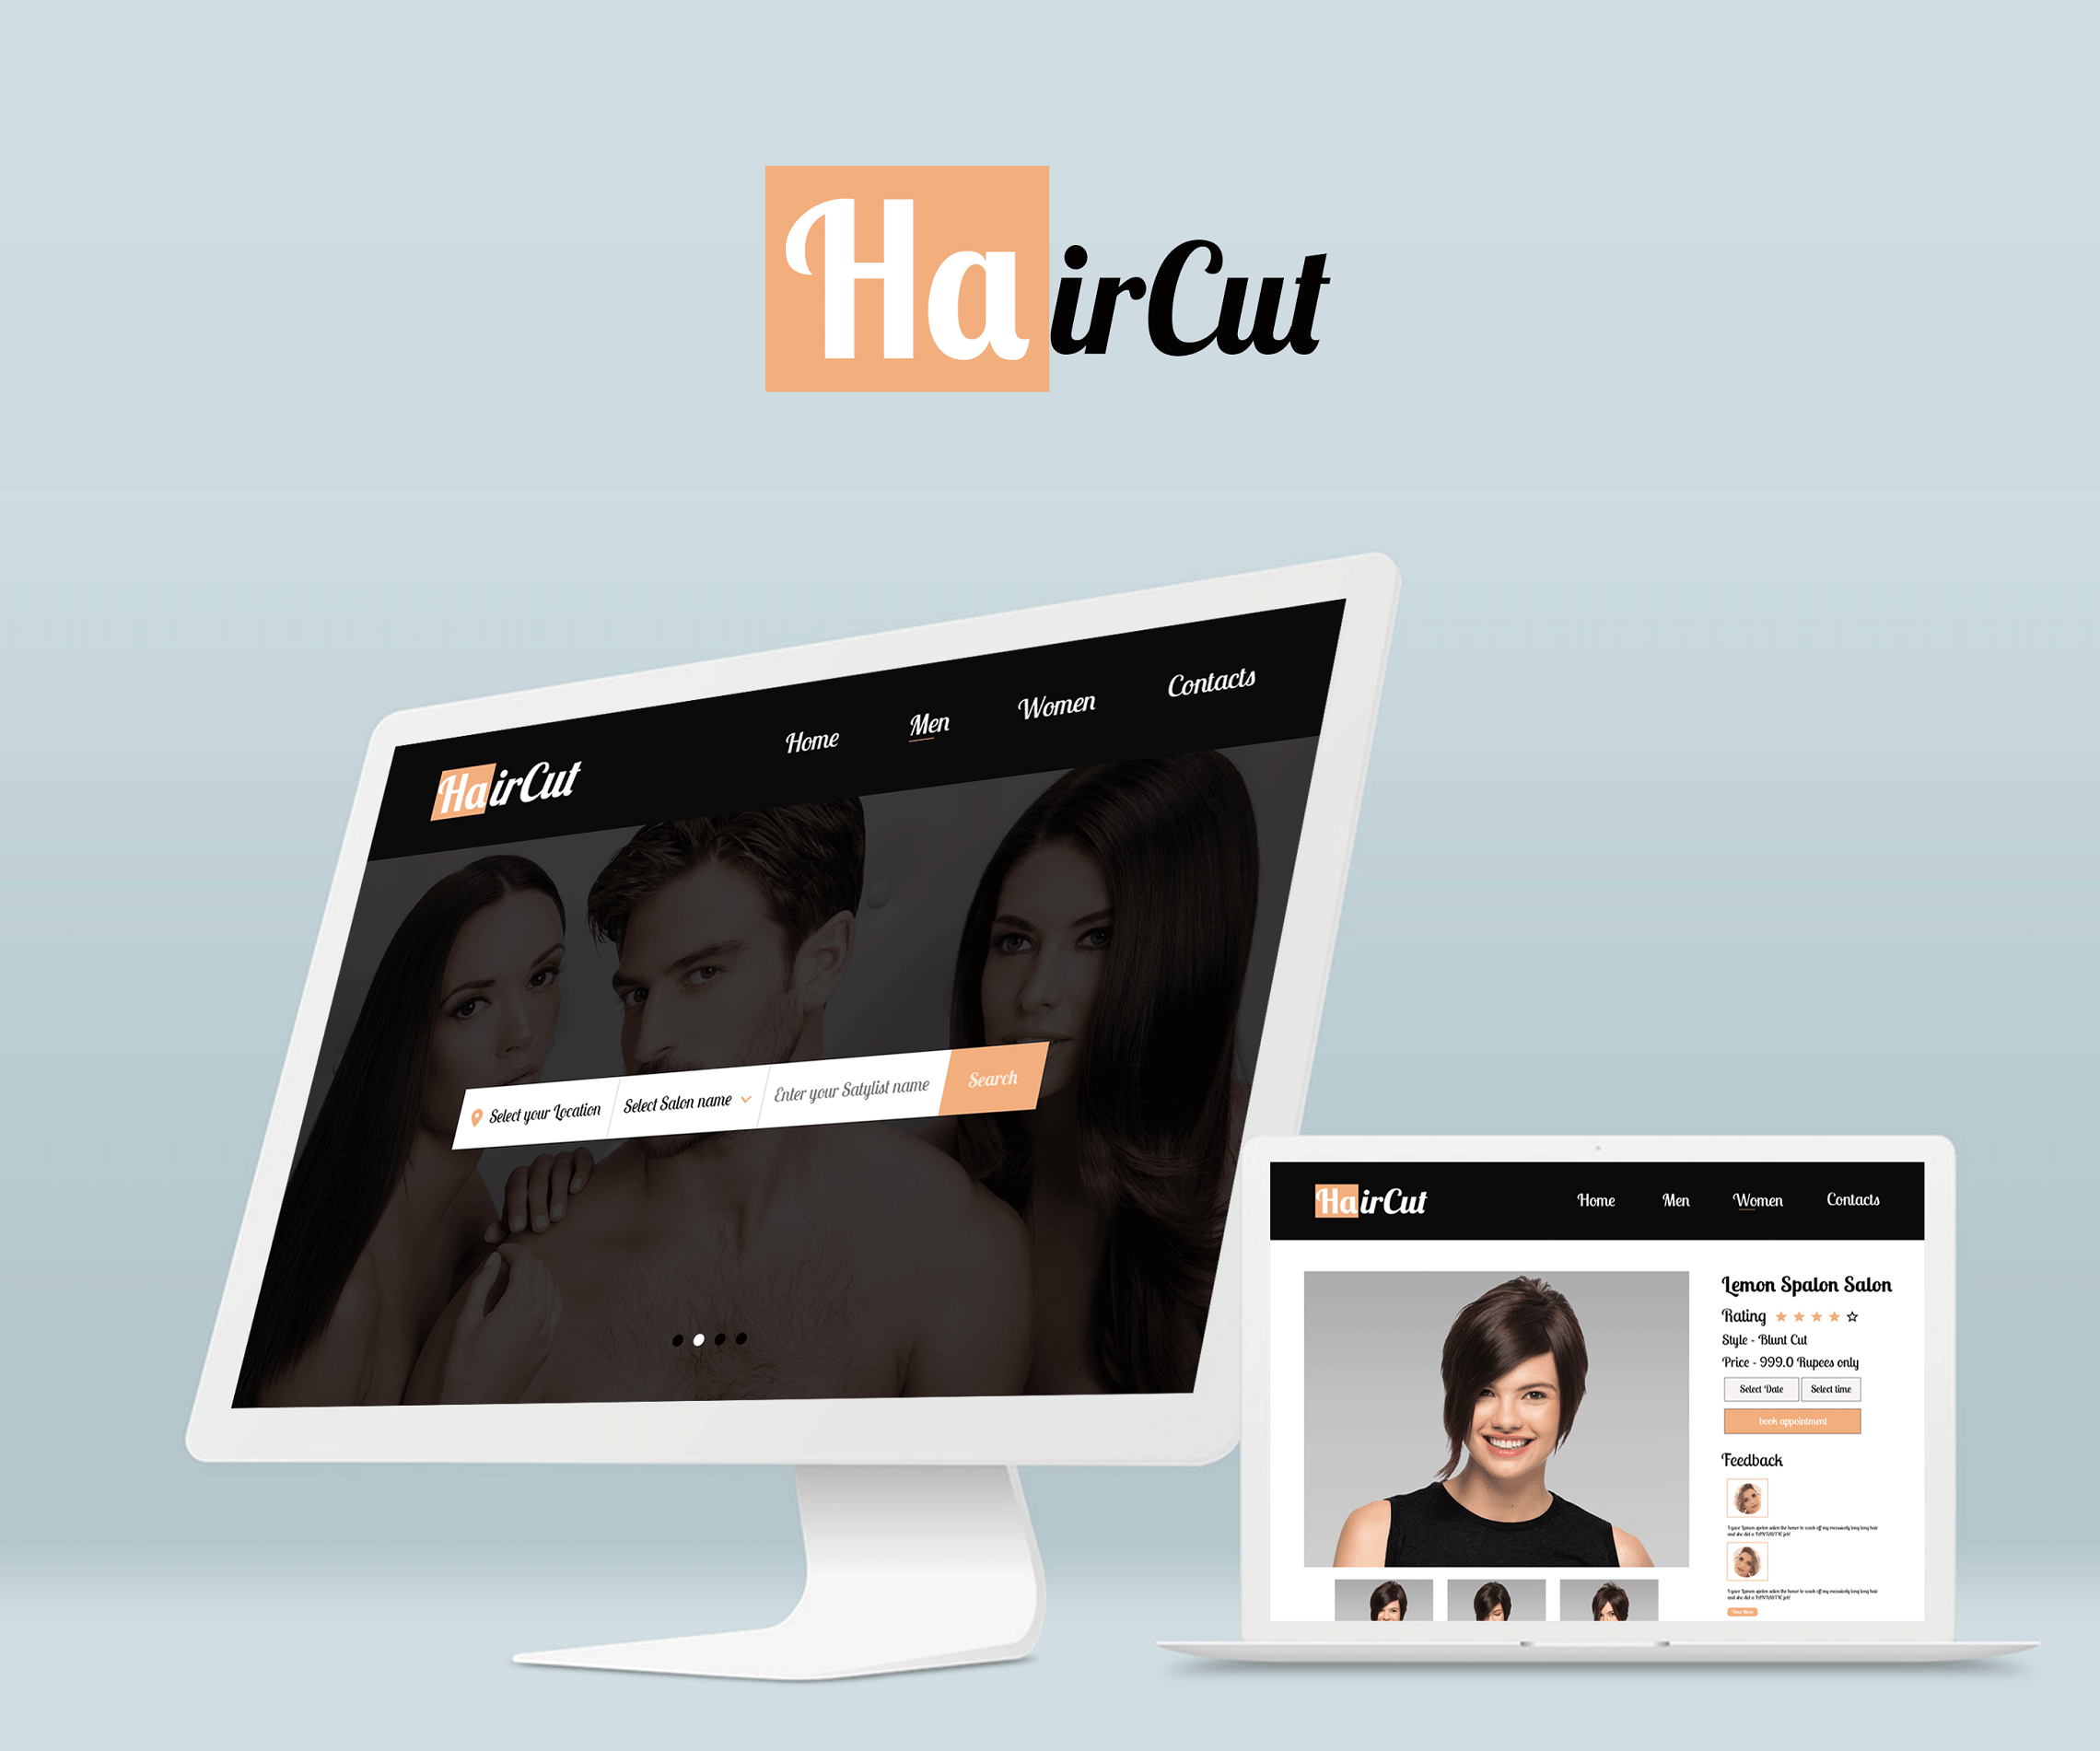 HairCut
HairCut
Home
Men
Women
Contacts
Select your Location
Select Salon name
Enter your Satylist name
Search
HairCut
Home
Men
Women
Contacts
Lemon Spalon Salon
Rating
Style - Blunt Cut
Price - 999.0 Rupees only
Select Date
Select time
book appointment
Feedback